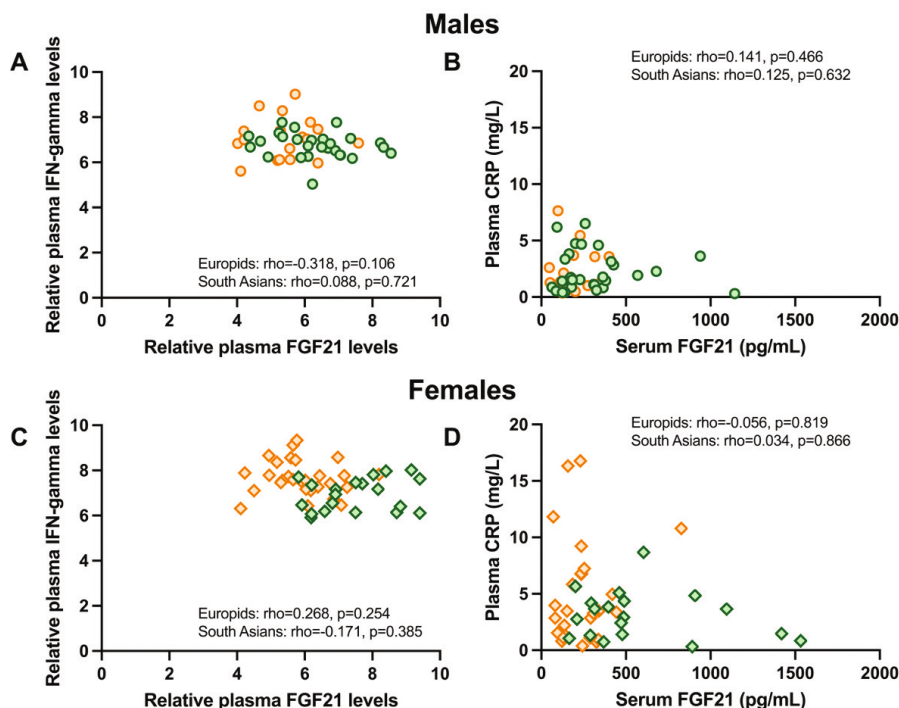 Males
A
Relative plasma IFN-gamma levels
10
8
6
4
2
0
Europids: rho=-0.318, p=0.106
South Asians: rho=0.088, p=0.721
0 2 4 6 8 10
Relative plasma FGF21 levels
B
Europids: rho=0.141, p=0.466
South Asians: rho=0.125, p=0.632
Plasma CRP (mg/L)
20
15
10
5
0
0 500 1000 1500 2000
Serum FGF21 (pg/mL)
Females
C
Relative plasma IFN-gamma levels
10
8
6
4
2
0
Europids: rho=0.268, p=0.254
South Asians: rho=-0.171, p=0.385
0 2 4 6 8 10
Relative plasma FGF21 levels
D
Europids: rho=-0.056, p=0.819
South Asians: rho=0.034, p=0.866
Plasma CRP (mg/L)
20
15
10
5
0
0 500 1000 1500 2000
Serum FGF21 (pg/mL)